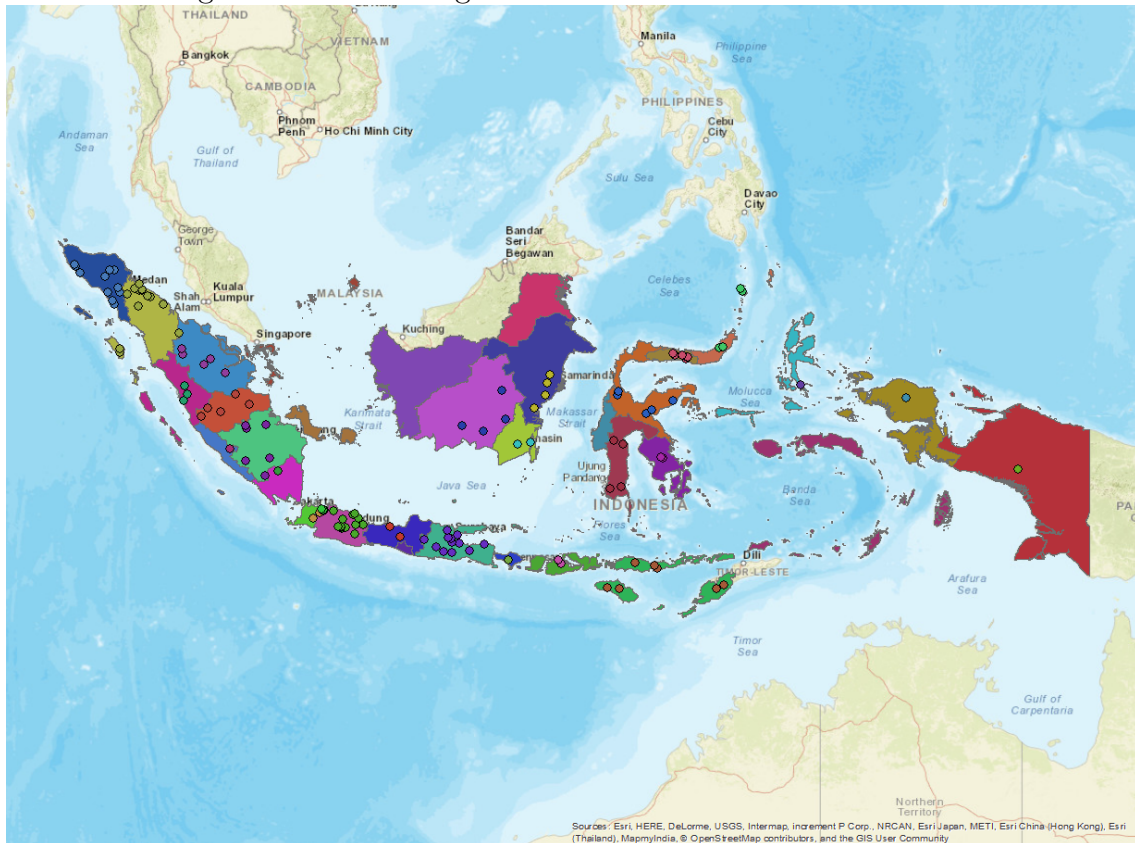 THAILAND
VIETNAM
Bangkok
CAMBODIA
Phnom
Penh
Ho Chi Minh City
Andaman
Sea
Gulf of
Thailand
Manila
Philippine
Sea
PHILIPPINES
Cebu
City
Sulu Sea
Davao
City
George
Town
Medan
Shah
Alam
Kuala
Lumpur
MALAYSIA
Singapore
Bandar
Seri
Begawan
Kuching
Celebes
Sea
Samarinda
Molucca
Sea
Karimata
Strait
Makassar
Strait
Ujung
Pandang
Java Sea
INDONESIA
Banda
Sea
Flores
Sea
Dili
TIMOR-LESTE
Arafura
Sea
Timor
Sea
Gulf of
Carpentaria
Northern
Territory
Sources: Esri, HERE, DeLorme, USGS, Intermap, increment P Corp., NRCAN, Esri Japan, METI, Esri China (Hong Kong), Esri
(Thailand), MapmyIndia, © OpenStreetMap contributors, and the GIS User Community